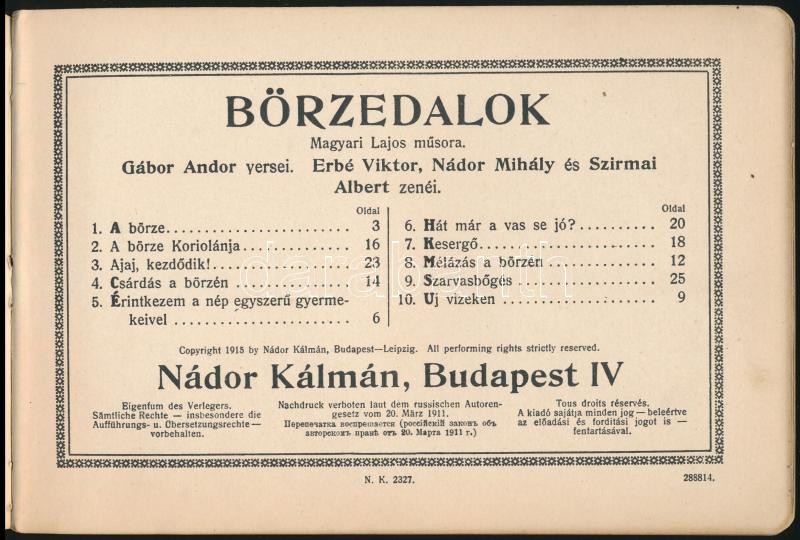 BÖRZEDALOK
Magyari Lajos műsora.
Gábor Andor versei. Erbé Viktor, Nádor Mihály és Szirmai
Albert zenéi.
Oldal
1. A börze........................ 3
2. A börze Koriolánja............. 16
3. Ajaj, kezdődik!................ 23
4. Csárdás a börzén .............. 14
5. Érintkezem a nép egyszerű gyerme-
keivel ........................ 6
Oldal
6. Hát már a vas se jó?.......... 20
7. Kesergő....................... 18
8. Mélázás a börzén ............. 12
9. Szarvasbőgés ................. 25
10. Uj vizeken ................... 9
Copyright 1915 by Nádor Kálmán, Budapest—Leipzig. All performing rights strictly reserved.
Nádor Kálmán, Budapest IV
Eigentum des Verlegers.
Sämtliche Rechte — insbesondere die
Aufführungs- u. Übersetzungsrechte —
vorbehalten.
Nachdruck verboten laut dem russischen Autoren-
gesetz vom 20. März 1911.
Перепечатка воспрещается (россійскій законъ объ
авторскомъ правѣ отъ 20. Марта 1911 г.)
Tous droits réservés.
A kiadó sajátja minden jog — beleértve
az előadási és fordítási jogot is —
fentartásával.
N. K. 2327.
288814.
darabanth